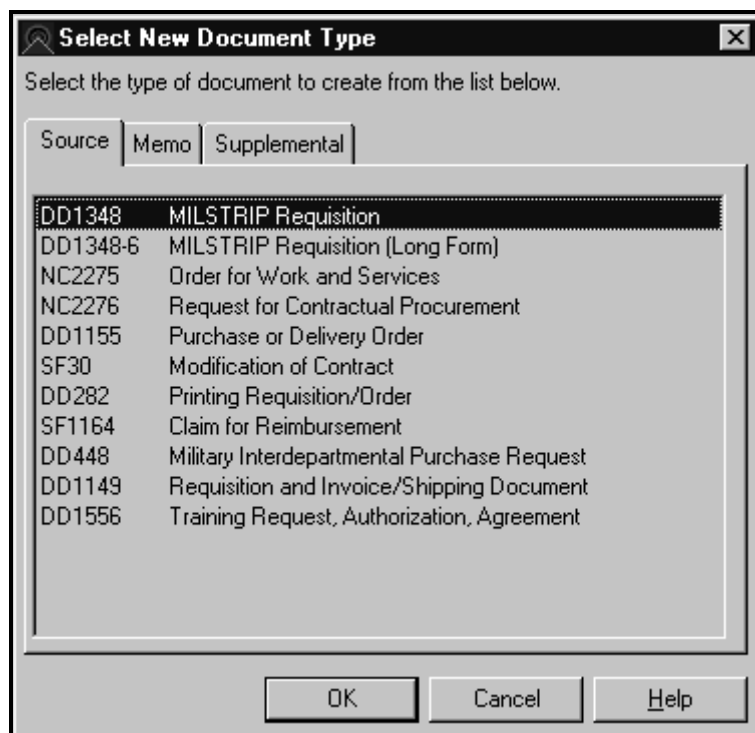 Select New Document Type
Select the type of document to create from the list below.
Source Memo Supplemental
DD1348 MILSTRIP Requisition
DD1348-6 MILSTRIP Requisition (Long Form)
NC2275 Order for Work and Services
NC2276 Request for Contractual Procurement
DD1155 Purchase or Delivery Order
SF30 Modification of Contract
DD282 Printing Requisition/Order
SF1164 Claim for Reimbursement
DD448 Military Interdepartmental Purchase Request
DD1149 Requisition and Invoice/Shipping Document
DD1556 Training Request, Authorization, Agreement
OK Cancel Help